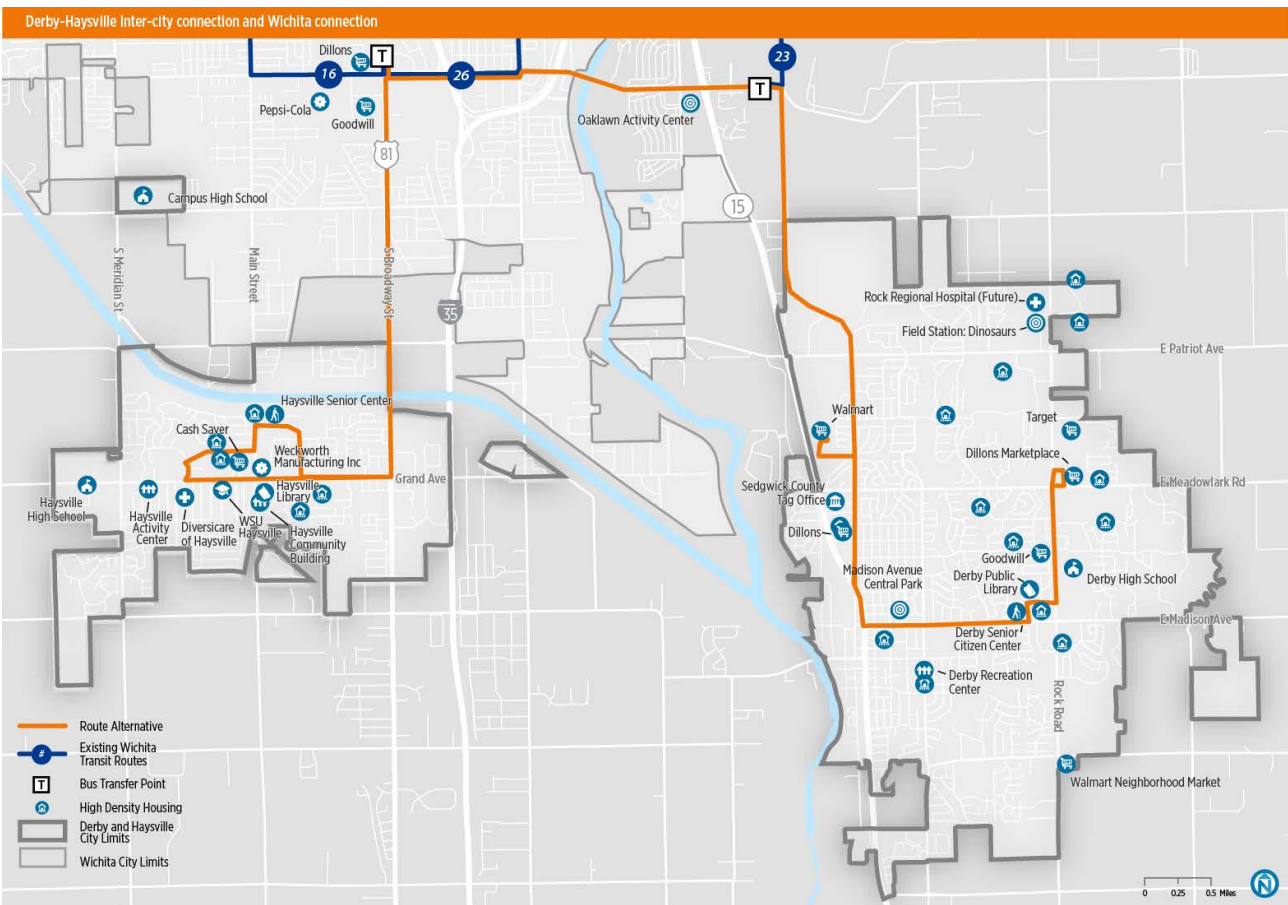 Derby-Haysville Inter-city connection and Wichita connection
Dillons
T
16
26
23
T
Pepsi-Cola
Goodwill
Oaklawn Activity Center
81
Campus High School
15
S Meridian St
Main Street
S Broadway St
35
Rock Regional Hospital (Future)
Field Station: Dinosaurs
E Patriot Ave
Haysville Senior Center
Cash Saver
Weckworth
Manufacturing Inc
Walmart
Target
Dillons Marketplace
Grand Ave
E Meadowlark Rd
Haysville
Library
Haysville
High School
Haysville
Activity
Center
Diversicare
of Haysville
WSU
Haysville
Haysville
Community
Building
Sedgwick County
Tag Office
Dillons
Goodwill
Madison Avenue
Central Park
Derby Public
Library
Derby High School
E Madison Ave
Derby Senior
Citizen Center
Derby Recreation
Center
Rock Road
Walmart Neighborhood Market
Route Alternative
#
Existing Wichita
Transit Routes
T
Bus Transfer Point
High Density Housing
Derby and Haysville
City Limits
Wichita City Limits
0 0.25 0.5 Miles
N